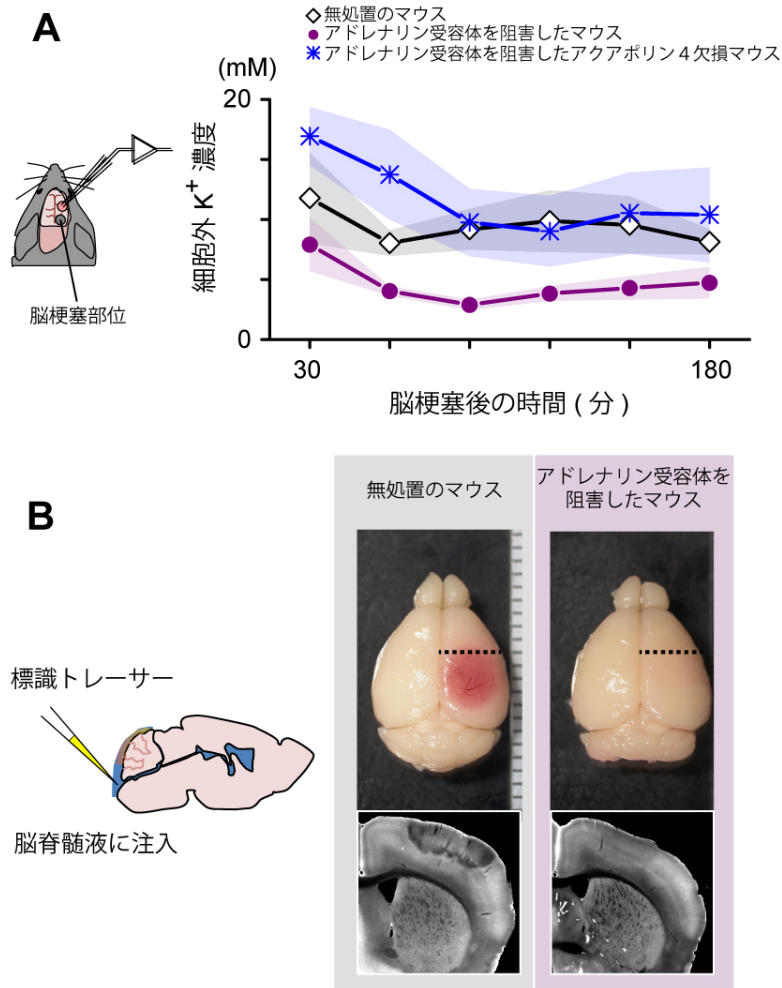 A
無処置のマウス
アドレナリン受容体を阻害したマウス
アドレナリン受容体を阻害したアクアポリン4欠損マウス
(mM)
20
細胞外 K⁺ 濃度
0
30
180
脳梗塞後の時間 ( 分 )
脳梗塞部位
B
無処置のマウス
アドレナリン受容体を
阻害したマウス
標識トレーサー
脳脊髄液に注入